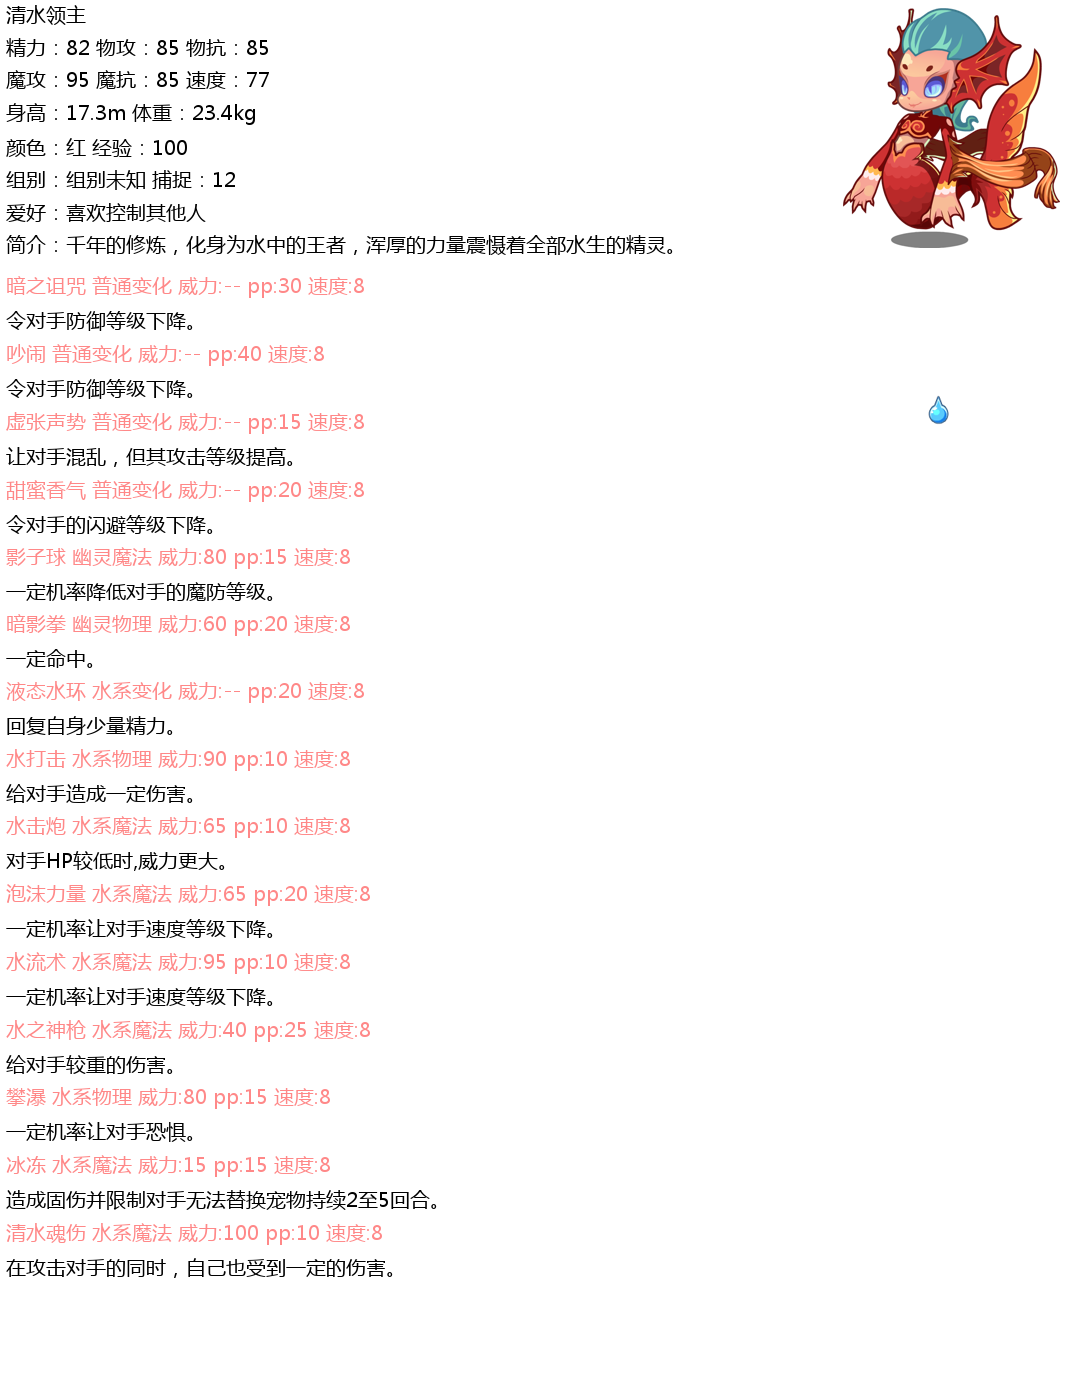 清水领主
精力：82 物攻：85 物抗：85
魔攻：95 魔抗：85 速度：77
身高：17.3m 体重：23.4kg
颜色：红 经验：100
组别：组别未知 捕捉：12
爱好：喜欢控制其他人
简介：千年的修炼，化身为水中的王者，浑厚的力量震慑着全部水生的精灵。
暗之诅咒 普通变化 威力:-- pp:30 速度:8
令对手防御等级下降。
吵闹 普通变化 威力:-- pp:40 速度:8
令对手防御等级下降。
虚张声势 普通变化 威力:-- pp:15 速度:8
让对手混乱，但其攻击等级提高。
甜蜜香气 普通变化 威力:-- pp:20 速度:8
令对手的闪避等级下降。
影子球 幽灵魔法 威力:80 pp:15 速度:8
一定机率降低对手的魔防等级。
暗影拳 幽灵物理 威力:60 pp:20 速度:8
一定命中。
液态水环 水系变化 威力:-- pp:20 速度:8
回复自身少量精力。
水打击 水系物理 威力:90 pp:10 速度:8
给对手造成一定伤害。
水击炮 水系魔法 威力:65 pp:10 速度:8
对手HP较低时,威力更大。
泡沫力量 水系魔法 威力:65 pp:20 速度:8
一定机率让对手速度等级下降。
水流术 水系魔法 威力:95 pp:10 速度:8
一定机率让对手速度等级下降。
水之神枪 水系魔法 威力:40 pp:25 速度:8
给对手较重的伤害。
攀瀑 水系物理 威力:80 pp:15 速度:8
一定机率让对手恐惧。
冰冻 水系魔法 威力:15 pp:15 速度:8
造成固伤并限制对手无法替换宠物持续2至5回合。
清水魂伤 水系魔法 威力:100 pp:10 速度:8
在攻击对手的同时，自己也受到一定的伤害。